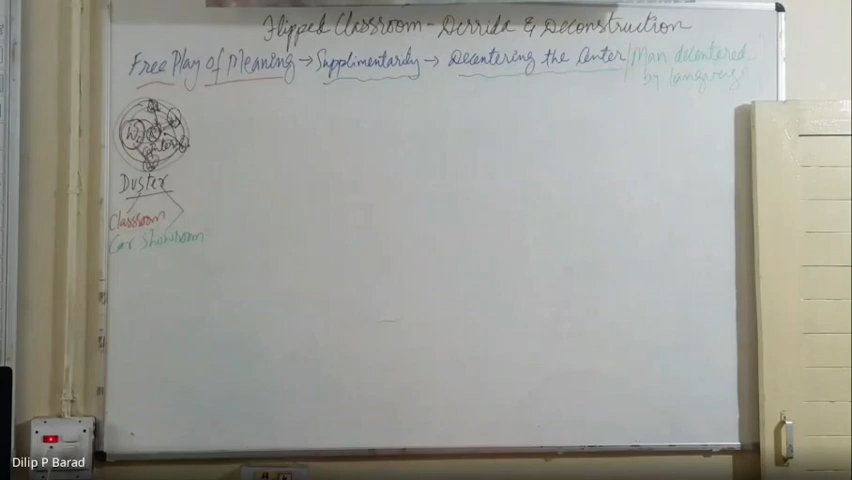 Flipped Classroom - Derrida & Deconstruction
Free Play of Meaning → Supplimentarity → Decentering the Center / Man decentered
by language
Duster
Classroom
Car Showroom
Dilip P Barad